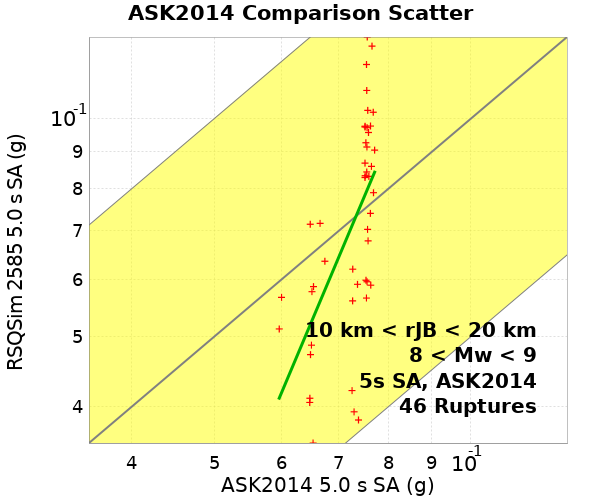 ASK2014 Comparison Scatter
RSQSim 2585 5.0 s SA (g)
10-1
9
8
7
6
5
4
10 km < rJB < 20 km
8 < Mw < 9
5s SA, ASK2014
46 Ruptures
4 5 6 7 8 9 10-1
ASK2014 5.0 s SA (g)